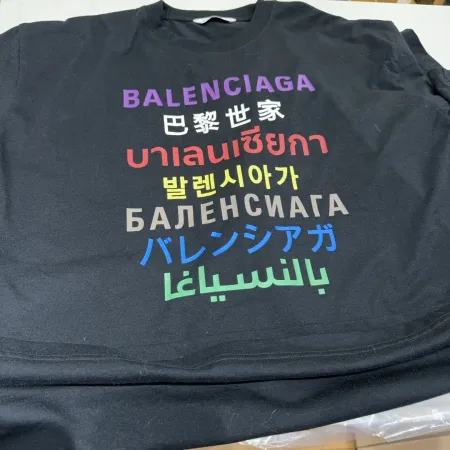 BALENCIAGA
巴黎世家
บาเลนเซียกา
발렌시아가
БАЛЕНСИАГА
バレンシアガ
بالنسياغا